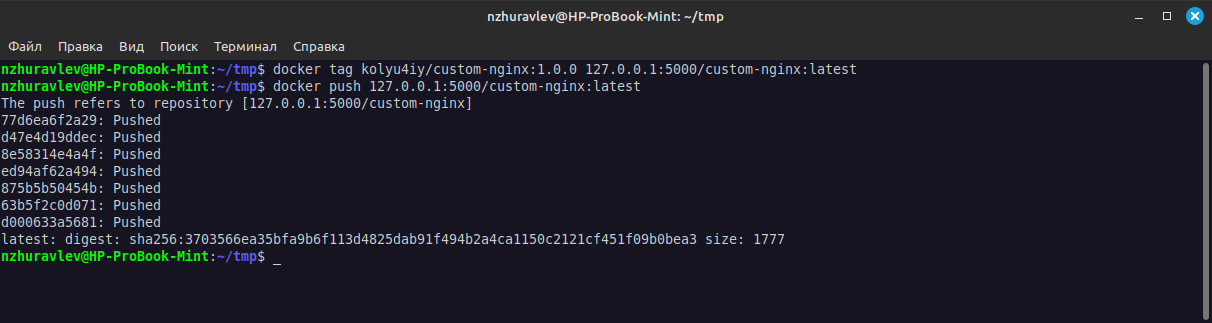 nzhuravlev@HP-ProBook-Mint: ~/tmp
Файл Правка Вид Поиск Терминал Справка
nzhuravlev@HP-ProBook-Mint:~/tmp$ docker tag kolyu4iy/custom-nginx:1.0.0 127.0.0.1:5000/custom-nginx:latest
nzhuravlev@HP-ProBook-Mint:~/tmp$ docker push 127.0.0.1:5000/custom-nginx:latest
The push refers to repository [127.0.0.1:5000/custom-nginx]
77d6ea6f2a29: Pushed
d47e4d19ddec: Pushed
8e58314e4a4f: Pushed
ed94af62a494: Pushed
875b5b50454b: Pushed
63b5f2c0d071: Pushed
d000633a5681: Pushed
latest: digest: sha256:3703566ea35bfa9b6f113d4825dab91f494b2a4ca1150c2121cf451f09b0bea3 size: 1777
nzhuravlev@HP-ProBook-Mint:~/tmp$ _